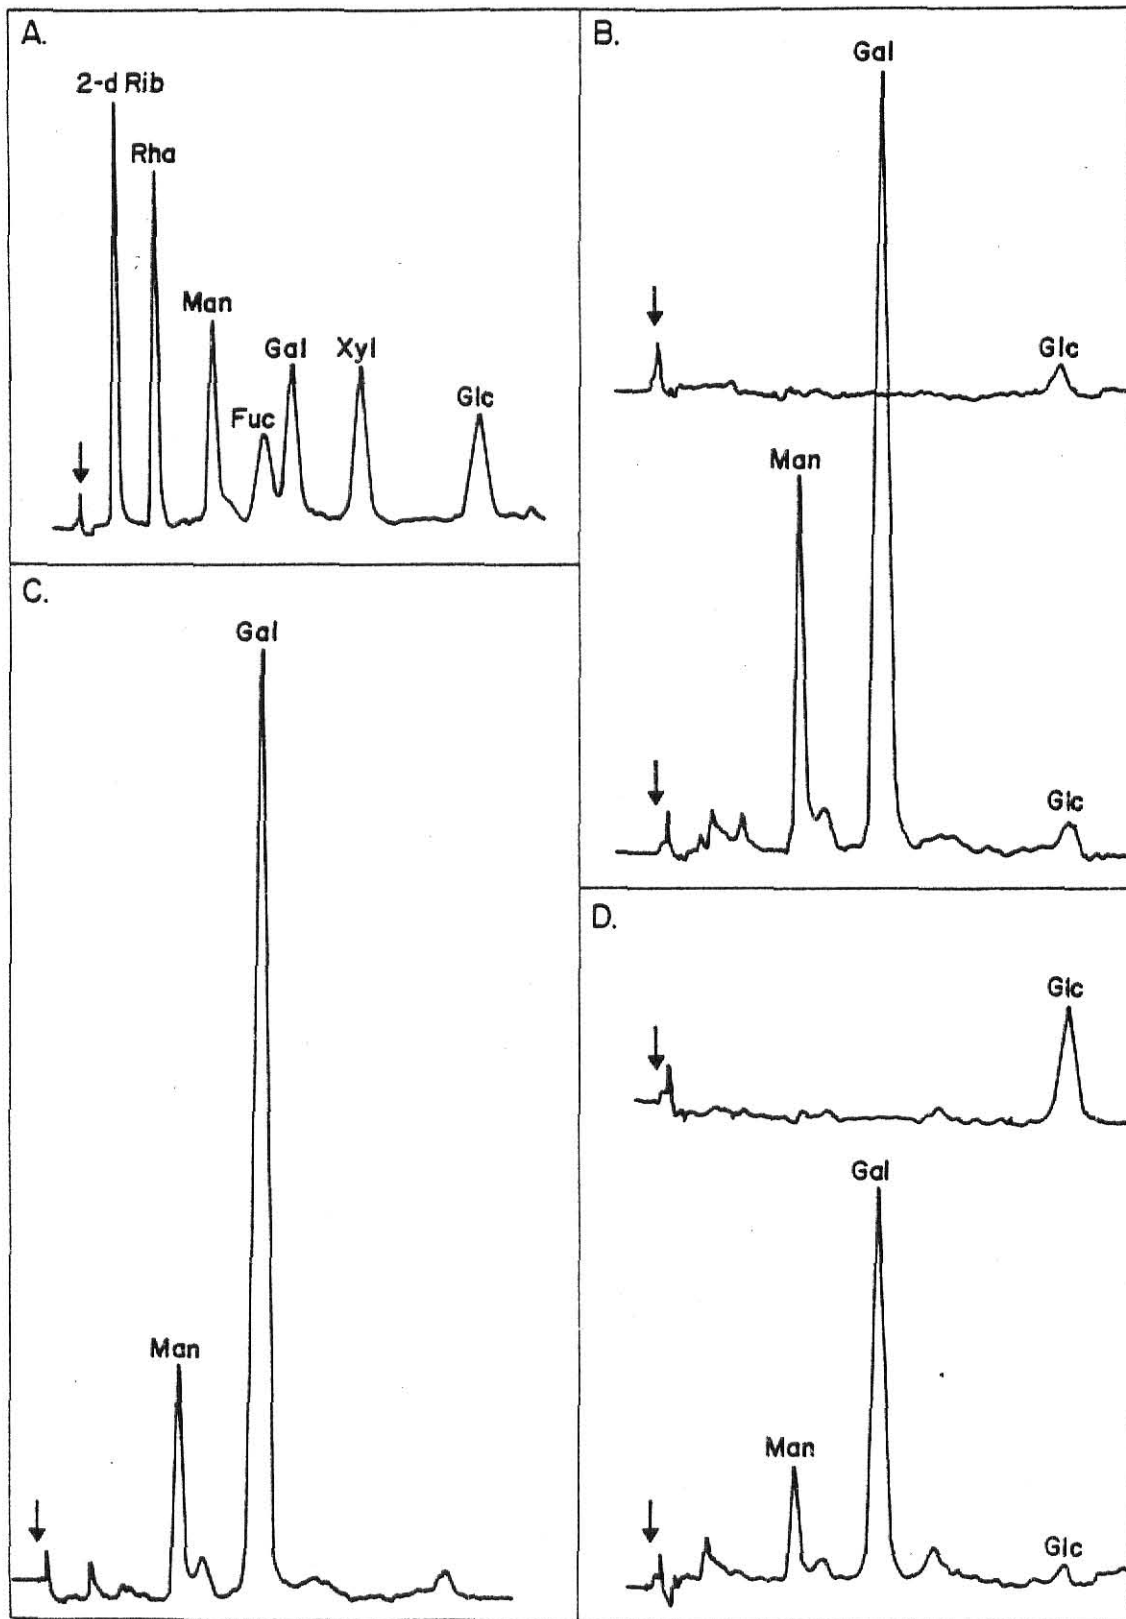 A.
2-d Rib
Rha
Man
Fuc
Gal
Xyl
Glc
B.
Gal
Glc
Man
Glc
C.
Gal
Man
D.
Glc
Gal
Man
Glc